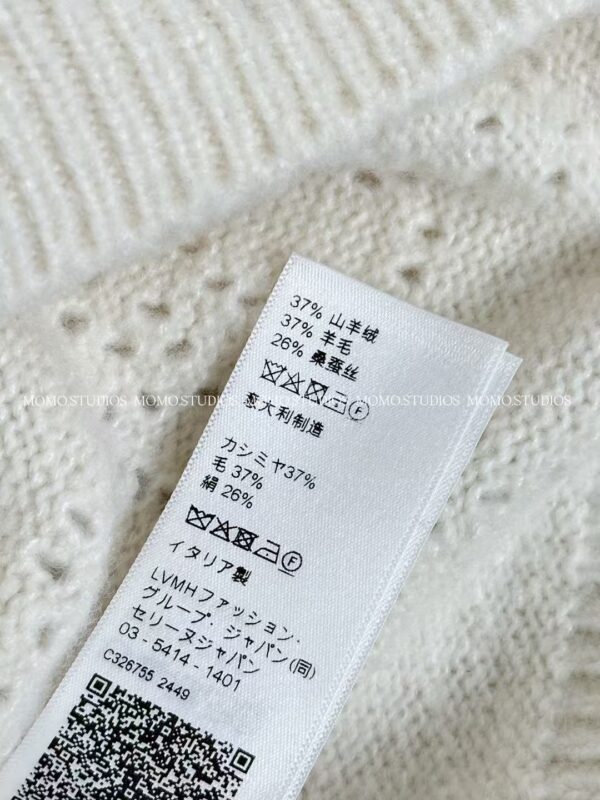 37% 山羊绒
37% 羊毛
26% 桑蚕丝
F
MOMO.STUDIOS MOMO.STUDIOS MOMO.STUDIOS MOMO.STUDIOS MOMO.STUDIOS
意大利制造
カシミヤ37%
毛 37%
絹 26%
F
イタリア製
LVMHファッション・
グループ・ジャパン(同)
セリーヌジャパン
03 - 5414 - 1401
C326755 2449